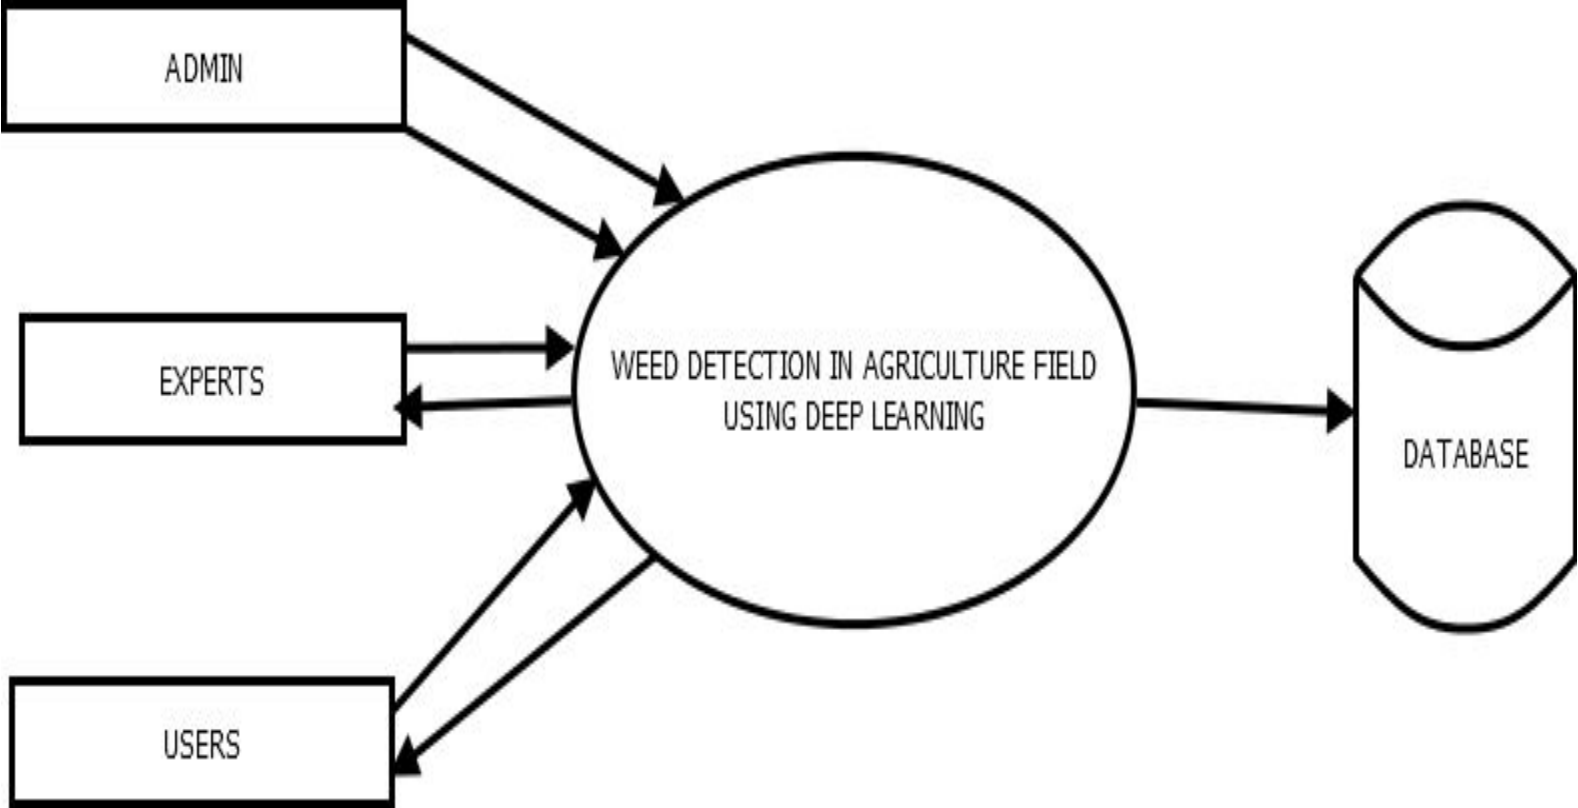 ADMIN
EXPERTS
WEED DETECTION IN AGRICULTURE FIELD
USING DEEP LEARNING
DATABASE
USERS